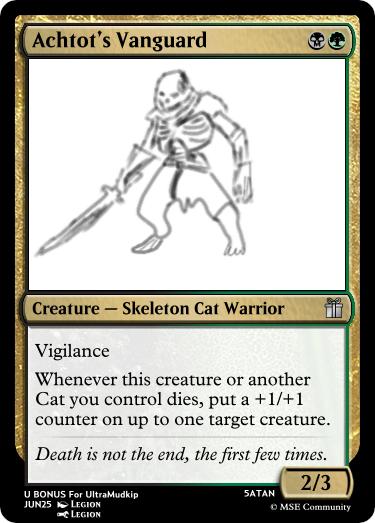 Achtot's Vanguard
Creature — Skeleton Cat Warrior
Vigilance
Whenever this creature or another
Cat you control dies, put a +1/+1
counter on up to one target creature.
Death is not the end, the first few times.
2/3
U BONUS For UltraMudkip
5ATAN
JUN25 LEGION
LEGION
© MSE Community